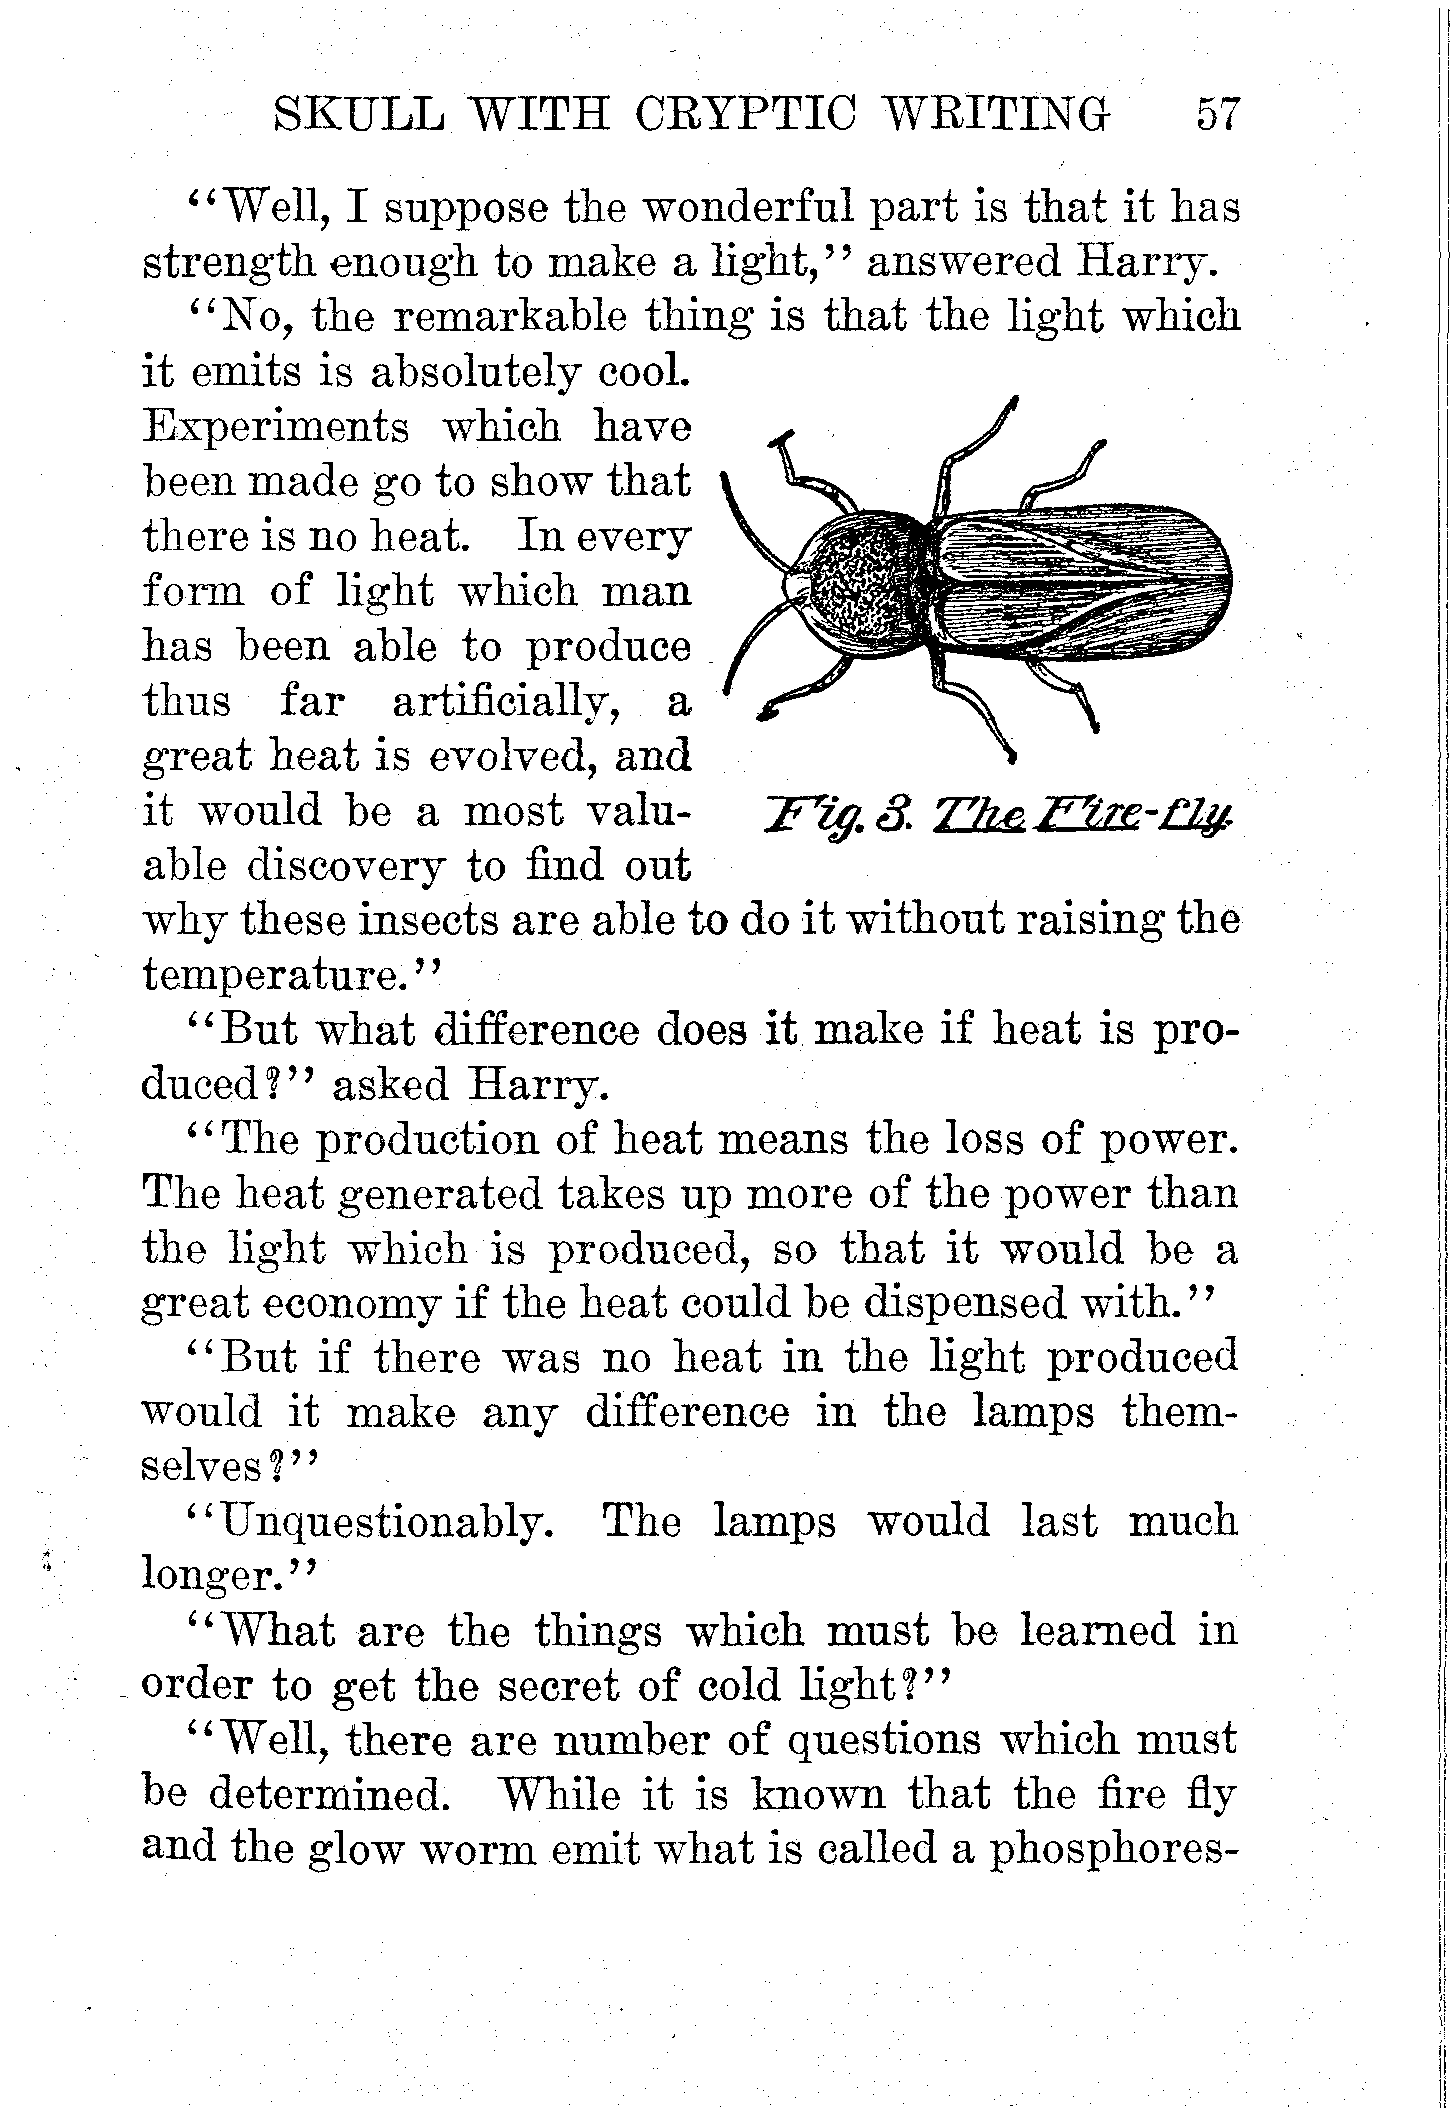 SKULL WITH CRYPTIC WRITING 57
“Well, I suppose the wonderful part is that it has
strength enough to make a light,” answered Harry.
“No, the remarkable thing is that the light which
it emits is absolutely cool.
Experiments which have
been made go to show that
there is no heat. In every
form of light which man
has been able to produce
thus far artificially, a
great heat is evolved, and
it would be a most valu-
able discovery to find out
Fig. 3. The Fire-fly.
why these insects are able to do it without raising the
temperature.”
“But what difference does it make if heat is pro-
duced?” asked Harry.
“The production of heat means the loss of power.
The heat generated takes up more of the power than
the light which is produced, so that it would be a
great economy if the heat could be dispensed with.”
“But if there was no heat in the light produced
would it make any difference in the lamps them-
selves?”
“Unquestionably. The lamps would last much
longer.”
“What are the things which must be learned in
order to get the secret of cold light?”
“Well, there are number of questions which must
be determined. While it is known that the fire fly
and the glow worm emit what is called a phosphores-